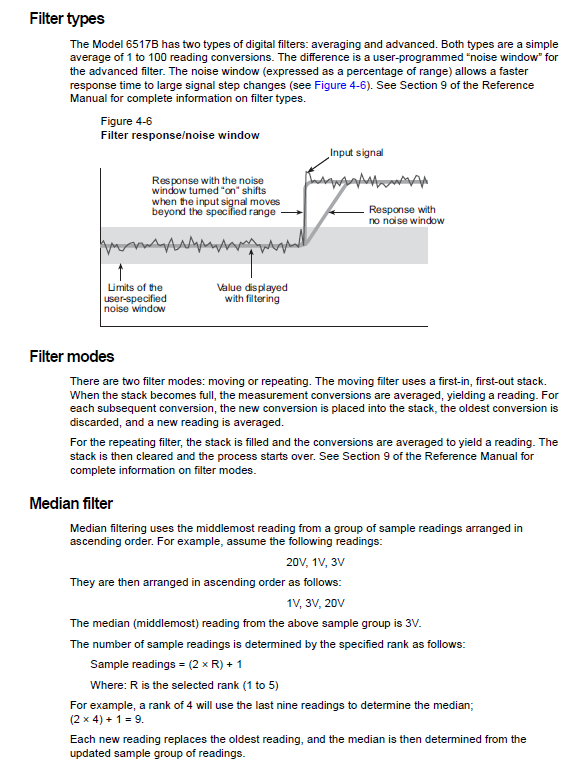 Filter types
The Model 6517B has two types of digital filters: averaging and advanced. Both types are a simple
average of 1 to 100 reading conversions. The difference is a user-programmed "noise window" for
the advanced filter. The noise window (expressed as a percentage of range) allows a faster
response time to large signal step changes (see Figure 4-6). See Section 9 of the Reference
Manual for complete information on filter types.
Figure 4-6
Filter response/noise window
Input signal
Response with the noise
window turned "on" shifts
when the input signal moves
beyond the specified range
Response with
no noise window
Limits of the
user-specified
noise window
Value displayed
with filtering
Filter modes
There are two filter modes: moving or repeating. The moving filter uses a first-in, first-out stack.
When the stack becomes full, the measurement conversions are averaged, yielding a reading. For
each subsequent conversion, the new conversion is placed into the stack, the oldest conversion is
discarded, and a new reading is averaged.
For the repeating filter, the stack is filled and the conversions are averaged to yield a reading. The
stack is then cleared and the process starts over. See Section 9 of the Reference Manual for
complete information on filter modes.
Median filter
Median filtering uses the middlemost reading from a group of sample readings arranged in
ascending order. For example, assume the following readings:
20V, 1V, 3V
They are then arranged in ascending order as follows:
1V, 3V, 20V
The median (middlemost) reading from the above sample group is 3V.
The number of sample readings is determined by the specified rank as follows:
Sample readings = (2 × R) + 1
Where: R is the selected rank (1 to 5)
For example, a rank of 4 will use the last nine readings to determine the median;
(2 × 4) + 1 = 9.
Each new reading replaces the oldest reading, and the median is then determined from the
updated sample group of readings.